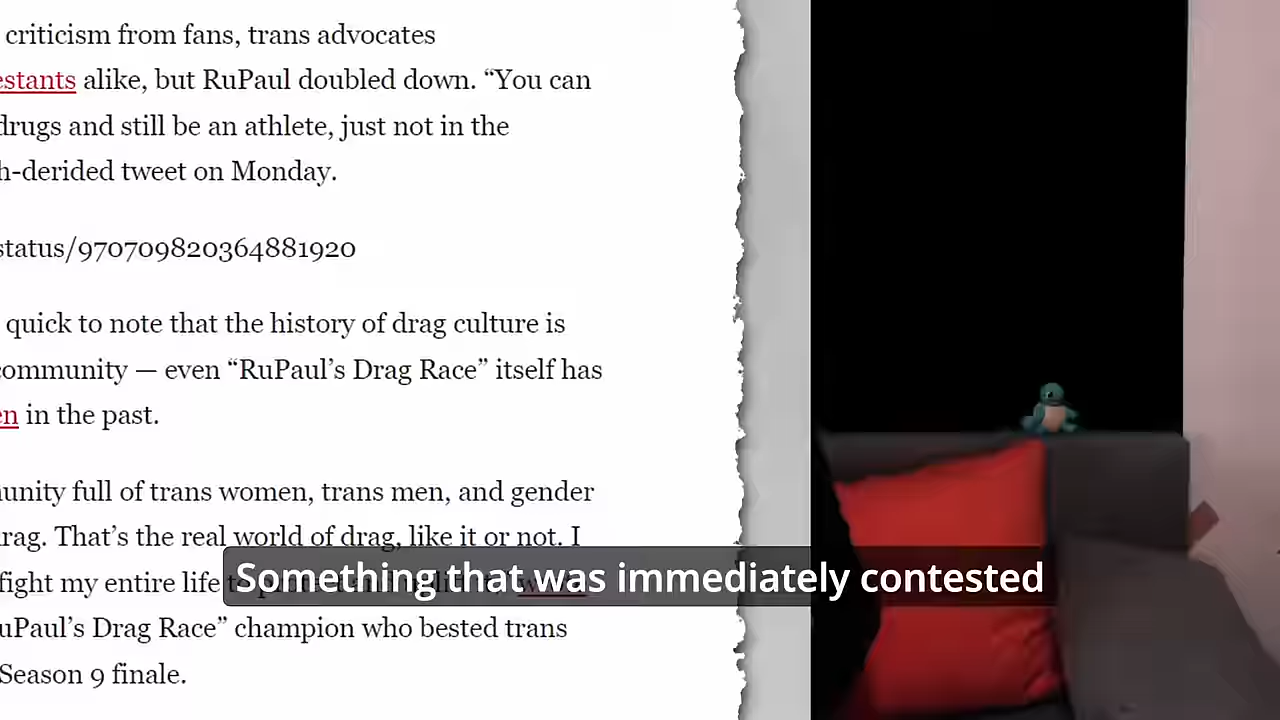 criticism from fans, trans advocates
estants alike, but RuPaul doubled down. “You can
drugs and still be an athlete, just not in the
h-derided tweet on Monday.
status/970709820364881920
quick to note that the history of drag culture is
community — even “RuPaul’s Drag Race” itself has
en in the past.
unity full of trans women, trans men, and gender
drag. That’s the real world of drag, like it or not. I
fight my entire life
Something that was immediately contested
uPaul’s Drag Race” champion who bested trans
Season 9 finale.